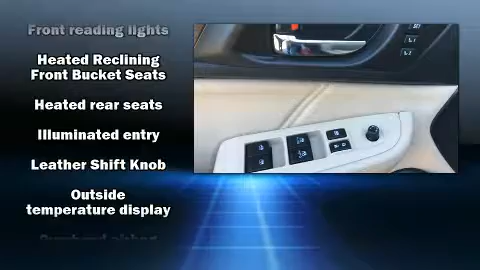 Front reading lights
Heated Reclining
Front Bucket Seats
Heated rear seats
Illuminated entry
Leather Shift Knob
Outside
temperature display